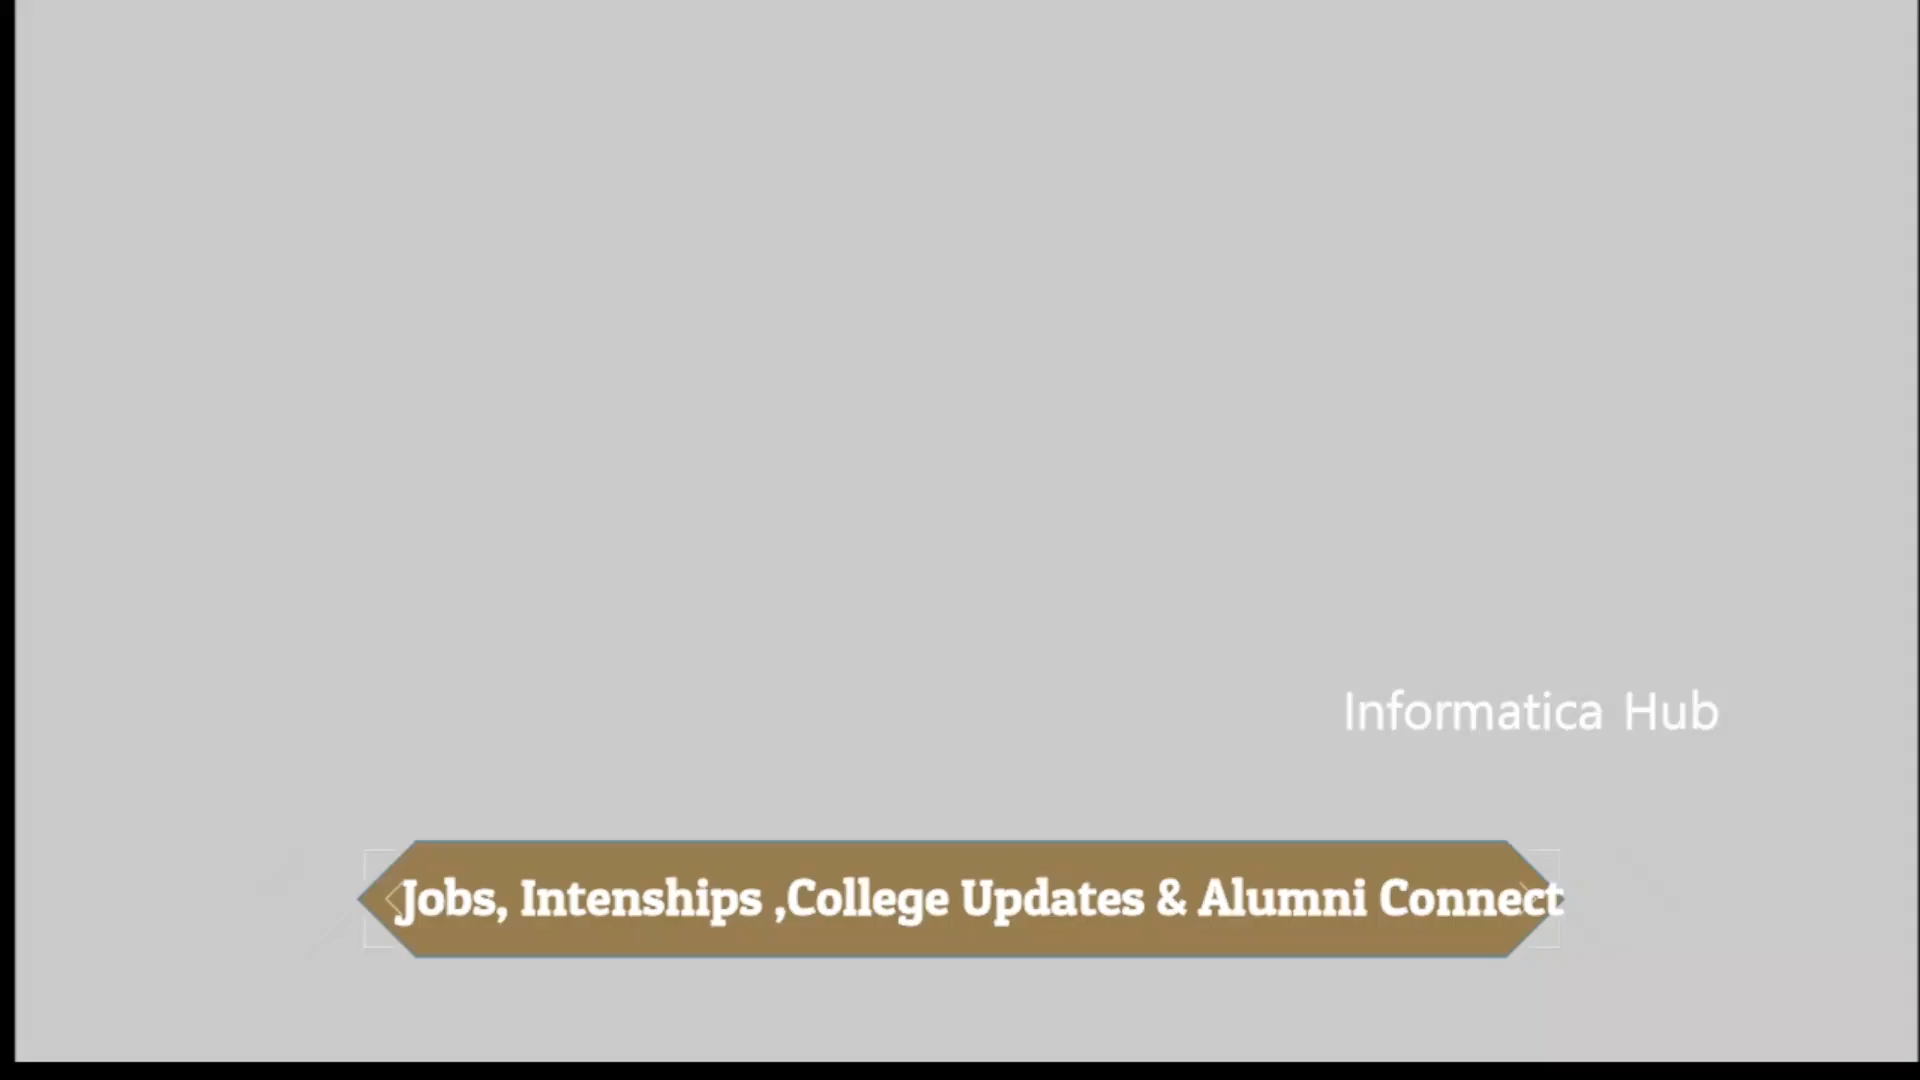 Informatica Hub
Jobs, Intenships ,College Updates & Alumni Connect